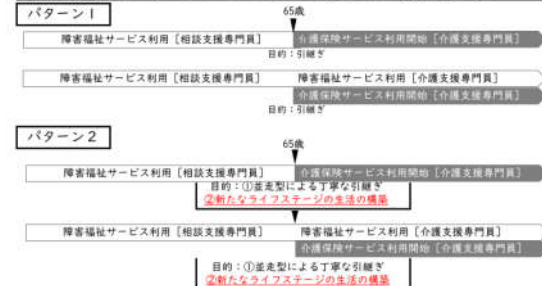 パターン1
65歳
障害福祉サービス利用［相談支援専門員］ 介護保険サービス利用開始［介護支援専門員］
目的：引継ぎ
障害福祉サービス利用［相談支援専門員］ 障害福祉サービス利用［介護支援専門員］
介護保険サービス利用開始［介護支援専門員］
目的：引継ぎ
パターン2
65歳
障害福祉サービス利用［相談支援専門員］ 介護保険サービス利用開始［介護支援専門員］
目的：①並走型による丁寧な引継ぎ
②新たなライフステージの生活の構築
障害福祉サービス利用［相談支援専門員］ 障害福祉サービス利用［介護支援専門員］
介護保険サービス利用開始［介護支援専門員］
目的：①並走型による丁寧な引継ぎ
②新たなライフステージの生活の構築